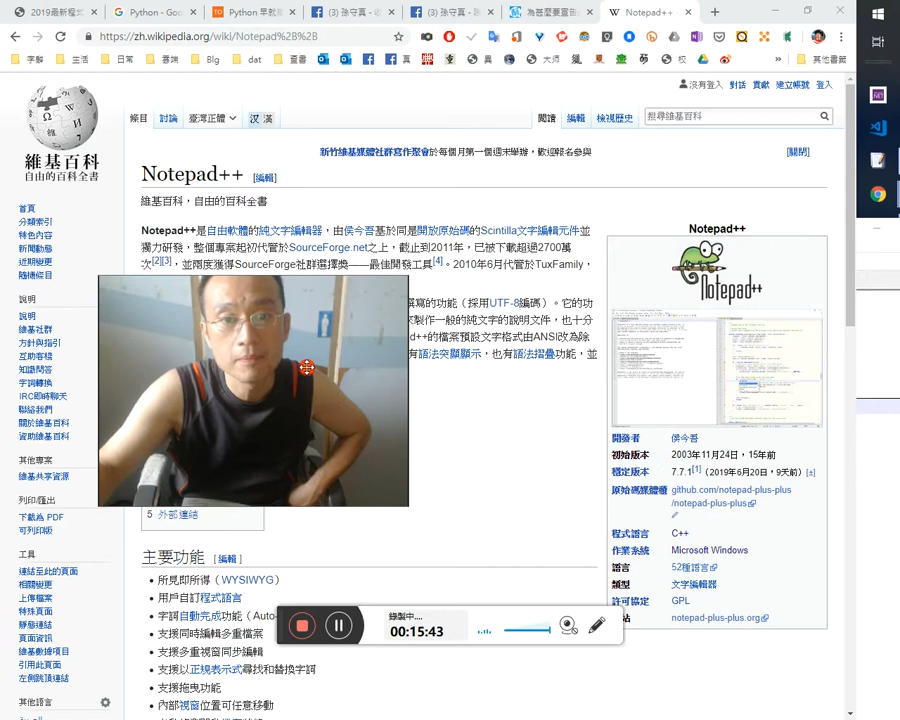 2019最新程式
Python - Goo
Python 早就
(3) 孫守真 -
(3) 孫守真 -
為甚麼要宣告
Notepad++
https://zh.wikipedia.org/wiki/Notepad%2B%2B
字辭
生活
日常
雲端
Blg
dat
查書
真
異
大师
权
其他書籤
沒有登入 對話 貢獻 建立帳號 登入
條目 討論 臺灣正體 汉 漢 閱讀 編輯 檢視歷史 搜尋維基百科
維基百科
自由的百科全書
新竹維基媒體社群寫作聚會於每個月第一個週末舉辦,歡迎報名參與 [關閉]
Notepad++ [編輯]
維基百科,自由的百科全書
Notepad++是自由軟體的純文字編輯器,由侯今吾基於同是開放原始碼的Scintilla文字編輯元件並
獨力研發,整個專案起初代管於SourceForge.net之上,截止到2011年,已被下載超過2700萬
次[2][3],並兩度獲得SourceForge社群選擇獎——最佳開發工具[4]。2010年6月代管於TuxFamily,
撰寫的功能(採用UTF-8編碼)。它的功
製作一般的純文字的說明文件,也十分
d++的檔案預設文字格式由ANSI改為除
有語法突顯顯示,也有語法摺疊功能,並
首頁
分類索引
特色內容
新聞動態
近期變更
隨機條目
說明
說明
維基社群
方針與指引
互助客棧
知識問答
字詞轉換
IRC即時聊天
聯絡我們
關於維基百科
資助維基百科
其他專案
維基共享資源
列印/匯出
下載為 PDF
可列印版
工具
連結至此的頁面
相關變更
上傳檔案
特殊頁面
靜態連結
頁面資訊
維基數據項目
引用此頁面
左側跳頂連結
其他語言
5 外部連結
主要功能 [編輯]
• 所見即所得(WYSIWYG)
• 用戶自訂程式語言
• 字詞自動完成功能(Auto-
• 支援同時編輯多重檔案
• 支援多重視窗同步編輯
• 支援以正規表示式尋找和替換字詞
• 支援拖曳功能
• 內部視窗位置可任意移動
Notepad++
Notepad++
開發者 侯今吾
初始版本 2003年11月24日,15年前
穩定版本 7.7.1[1](2019年6月20日,9天前)[±]
原始碼媒體櫃 github.com/notepad-plus-plus
/notepad-plus-plus
程式語言 C++
作業系統 Microsoft Windows
語言 52種語言
類型 文字編輯器
許可協定 GPL
notepad-plus-plus.org
錄製中....
00:15:43